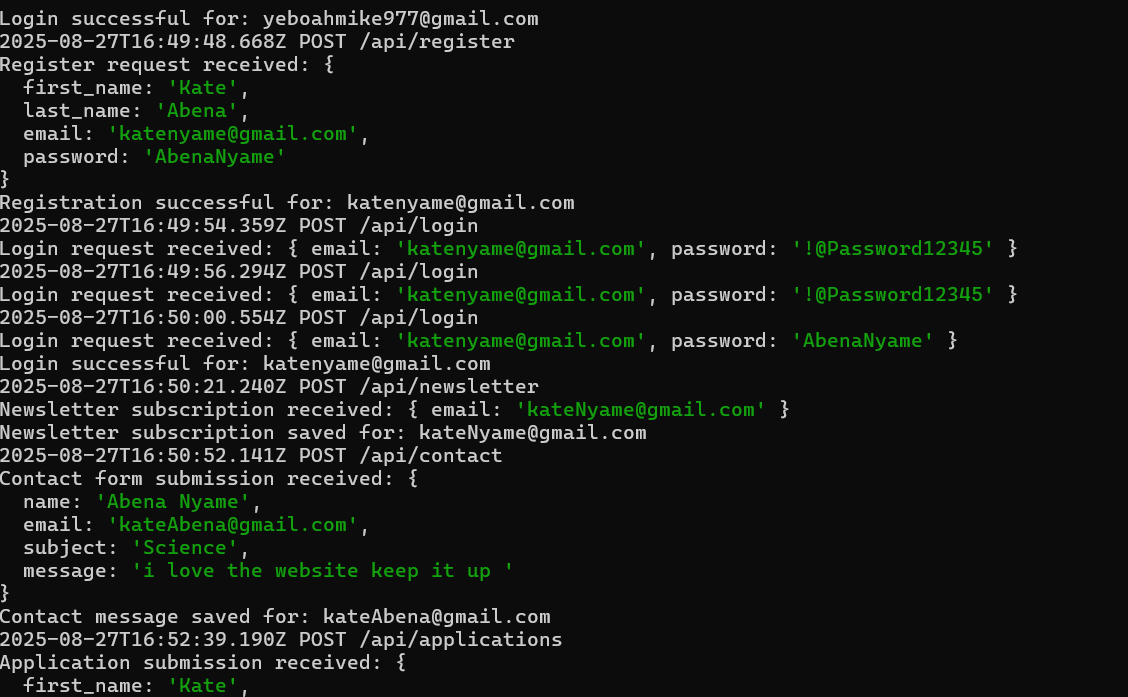 Login successful for: yeboahmike977@gmail.com
2025-08-27T16:49:48.668Z POST /api/register
Register request received: {
  first_name: 'Kate',
  last_name: 'Abena',
  email: 'katenyame@gmail.com',
  password: 'AbenaNyame'
}
Registration successful for: katenyame@gmail.com
2025-08-27T16:49:54.359Z POST /api/login
Login request received: { email: 'katenyame@gmail.com', password: '!@Password12345' }
2025-08-27T16:49:56.294Z POST /api/login
Login request received: { email: 'katenyame@gmail.com', password: '!@Password12345' }
2025-08-27T16:50:00.554Z POST /api/login
Login request received: { email: 'katenyame@gmail.com', password: 'AbenaNyame' }
Login successful for: katenyame@gmail.com
2025-08-27T16:50:21.240Z POST /api/newsletter
Newsletter subscription received: { email: 'kateNyame@gmail.com' }
Newsletter subscription saved for: kateNyame@gmail.com
2025-08-27T16:50:52.141Z POST /api/contact
Contact form submission received: {
  name: 'Abena Nyame',
  email: 'kateAbena@gmail.com',
  subject: 'Science',
  message: 'i love the website keep it up '
}
Contact message saved for: kateAbena@gmail.com
2025-08-27T16:52:39.190Z POST /api/applications
Application submission received: {
  first_name: 'Kate',